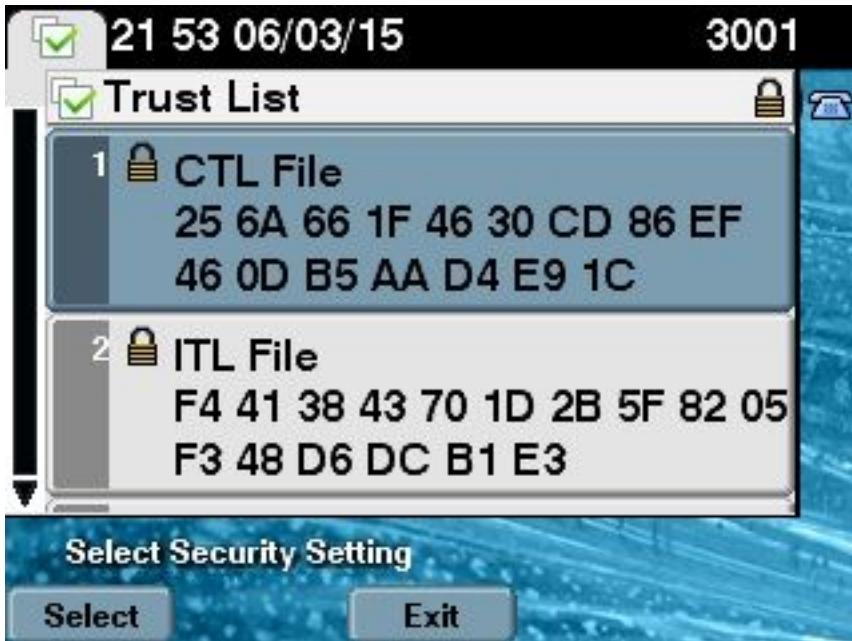 21 53 06/03/15 3001
Trust List
1 CTL File
25 6A 66 1F 46 30 CD 86 EF
46 0D B5 AA D4 E9 1C
2 ITL File
F4 41 38 43 70 1D 2B 5F 82 05
F3 48 D6 DC B1 E3
Select Security Setting
Select Exit